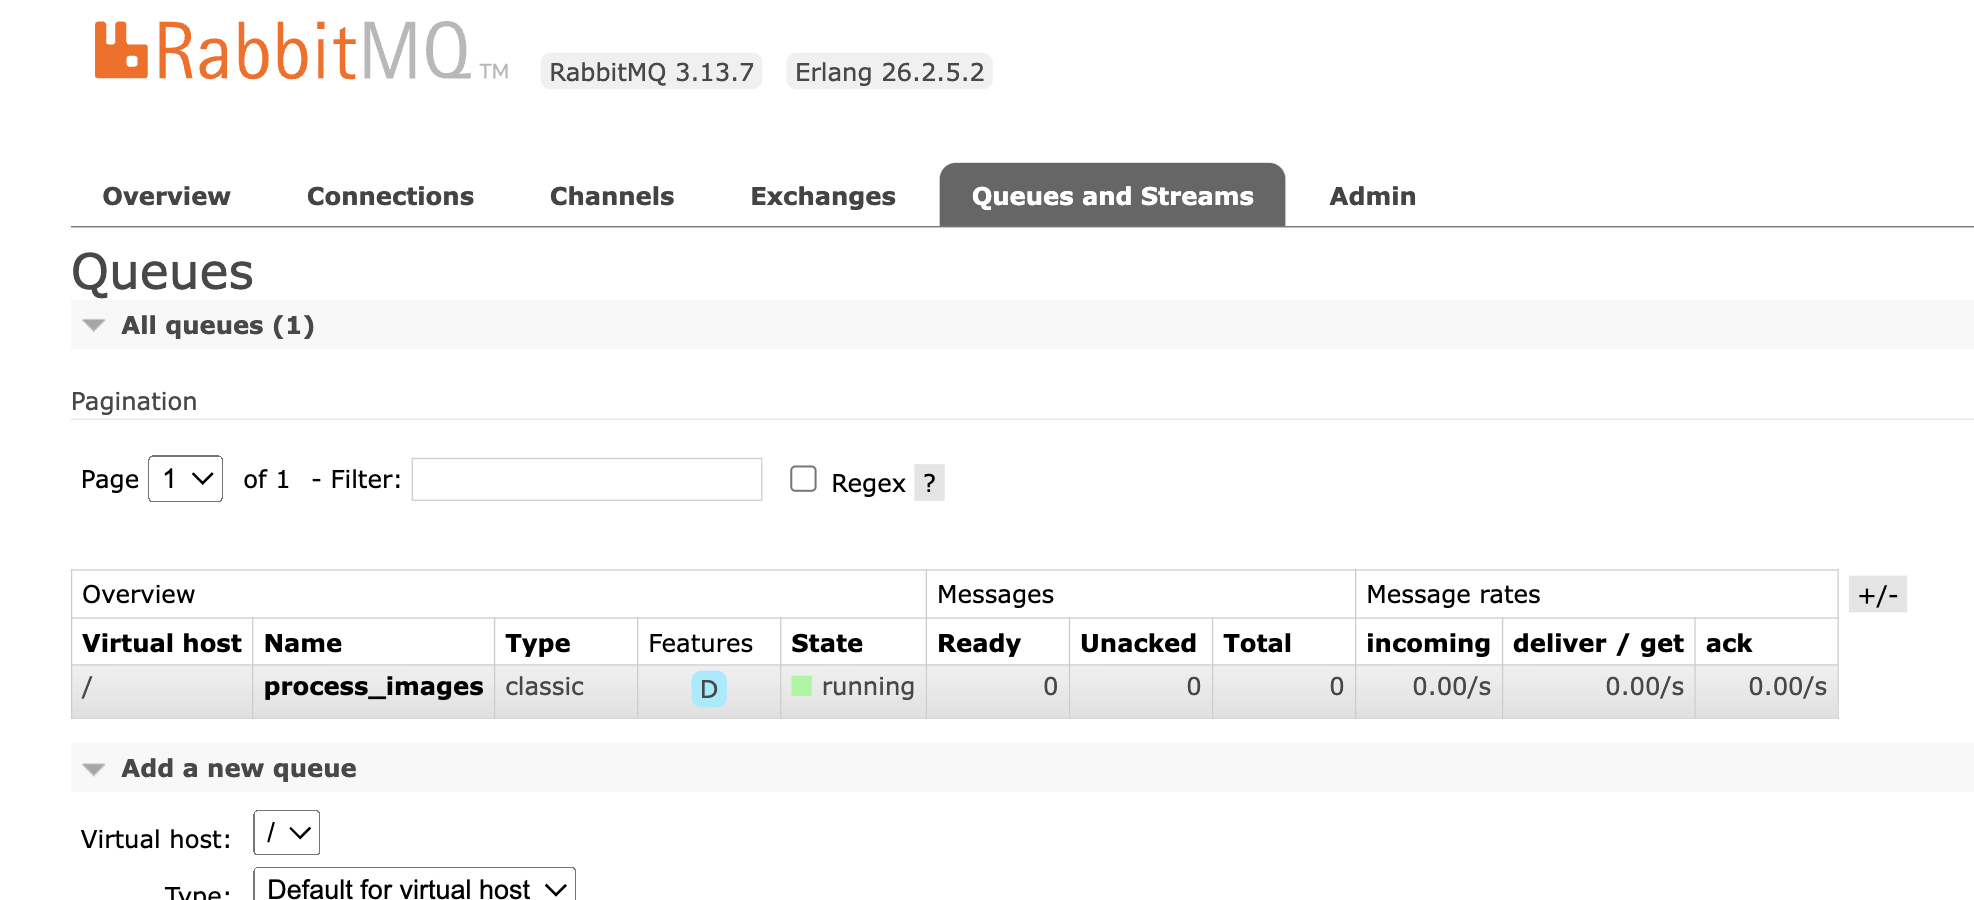 RabbitMQ TM RabbitMQ 3.13.7 Erlang 26.2.5.2
Overview Connections Channels Exchanges Queues and Streams Admin
Queues
All queues (1)
Pagination
Page 1 of 1 - Filter: Regex ?
Overview Messages Message rates +/-
Virtual host Name Type Features State Ready Unacked Total incoming deliver / get ack
/ process_images classic D running 0 0 0 0.00/s 0.00/s 0.00/s
Add a new queue
Virtual host: /
Type: Default for virtual host